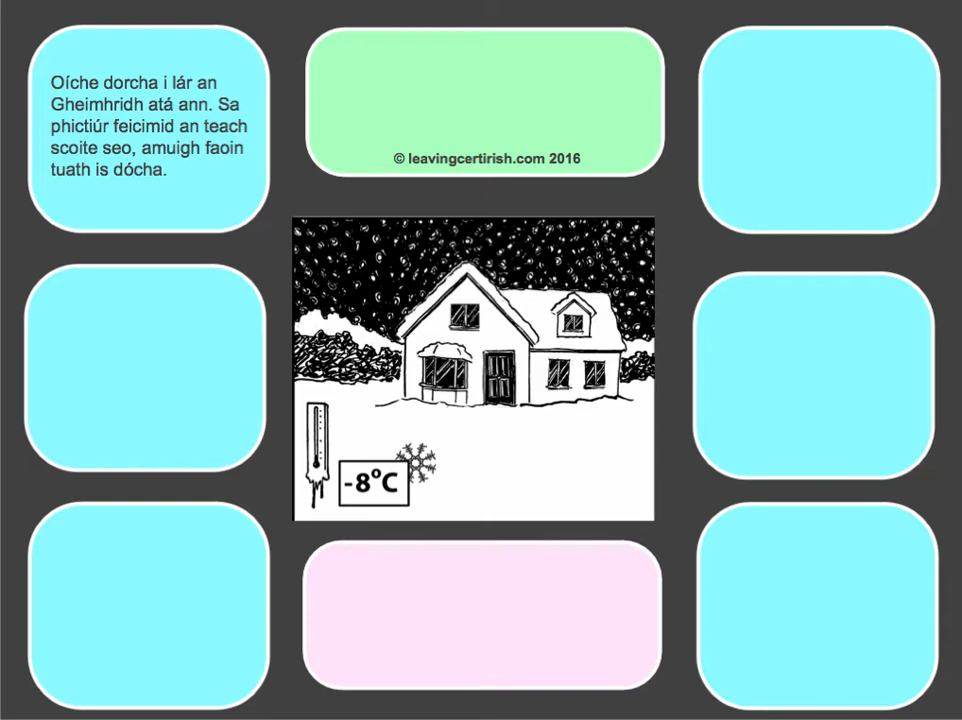 Oíche dorcha i lár an
Gheimhridh atá ann. Sa
phictiúr feicimid an teach
scoite seo, amuigh faoin
tuath is dócha.
© leavingcertirish.com 2016
-8ºC